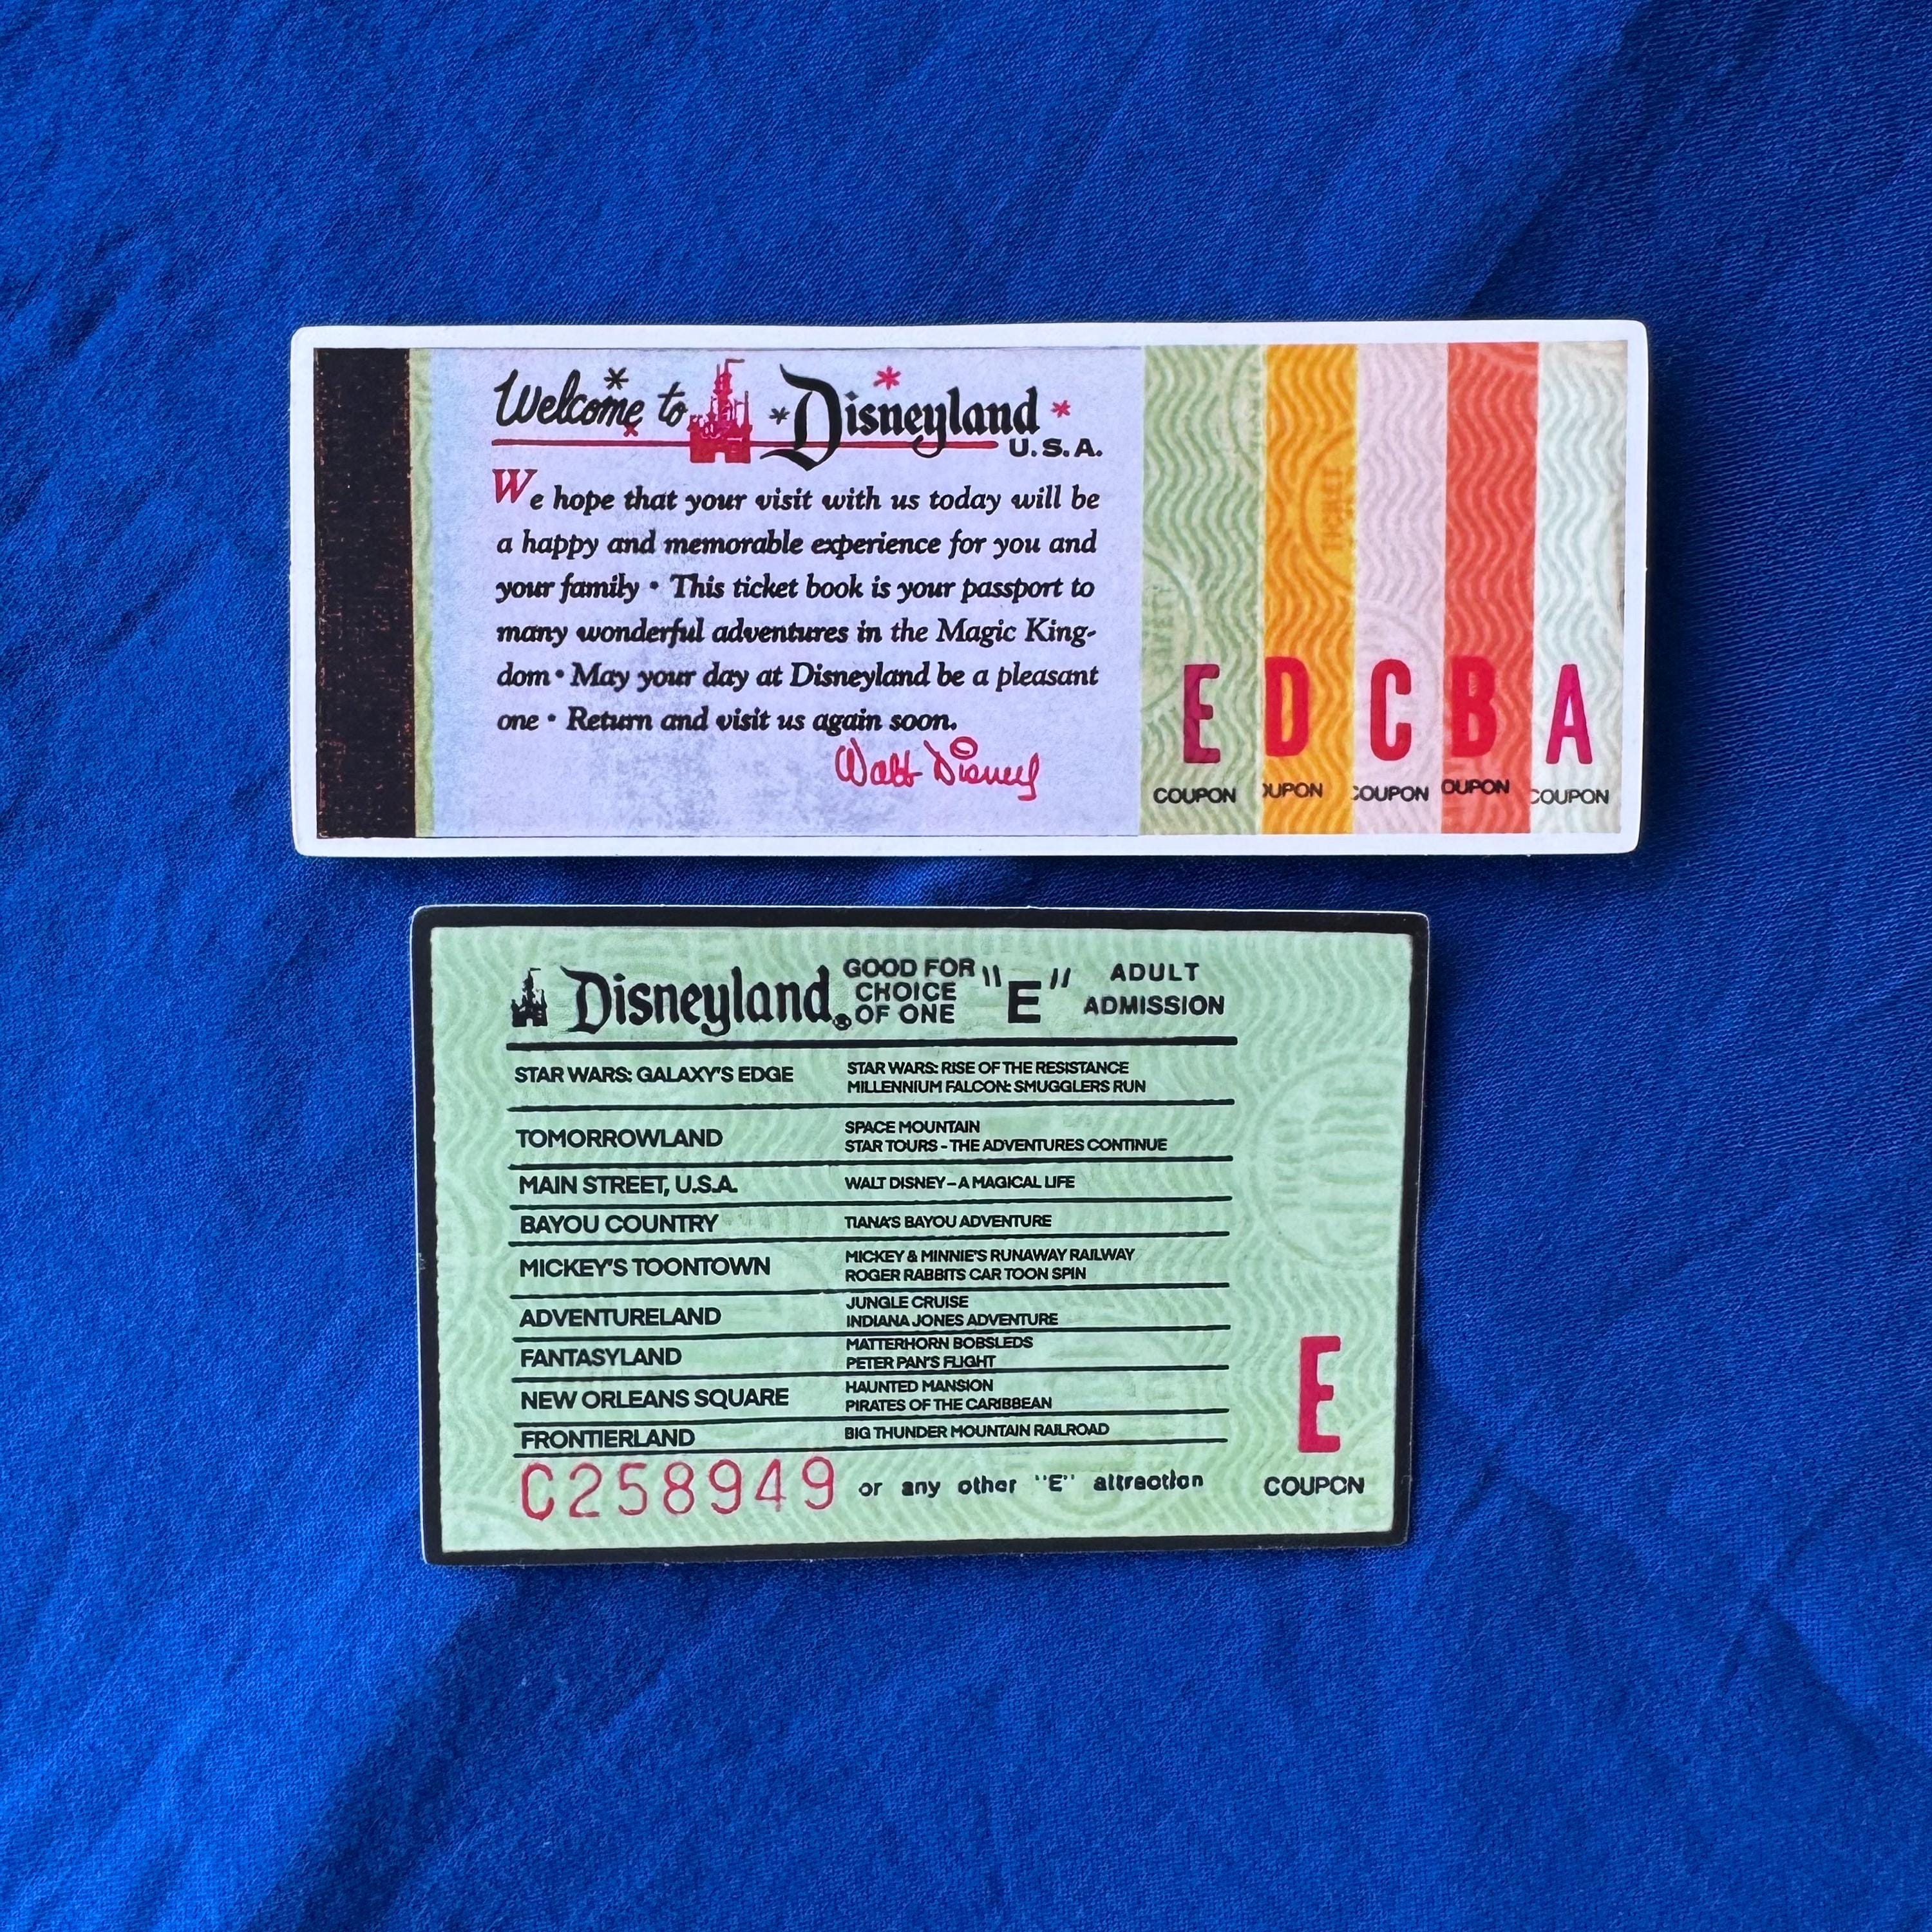 Welcome to Disneyland
U.S.A.
We hope that your visit with us today will be
a happy and memorable experience for you and
your family • This ticket book is your passport to
many wonderful adventures in the Magic King-
dom • May your day at Disneyland be a pleasant
one • Return and visit us again soon.
Walt Disney
E D C B A
COUPON OUPON COUPON OUPON COUPON
TICKET
Disneyland® GOOD FOR CHOICE OF ONE "E" ADULT ADMISSION
STAR WARS: GALAXY'S EDGE
STAR WARS: RISE OF THE RESISTANCE
MILLENNIUM FALCON: SMUGGLERS RUN
TOMORROWLAND
SPACE MOUNTAIN
STAR TOURS - THE ADVENTURES CONTINUE
MAIN STREET, U.S.A. WALT DISNEY – A MAGICAL LIFE
BAYOU COUNTRY TIANA'S BAYOU ADVENTURE
MICKEY'S TOONTOWN
MICKEY & MINNIE'S RUNAWAY RAILWAY
ROGER RABBITS CAR TOON SPIN
ADVENTURELAND
JUNGLE CRUISE
INDIANA JONES ADVENTURE
FANTASYLAND
MATTERHORN BOBSLEDS
PETER PAN'S FLIGHT
NEW ORLEANS SQUARE
HAUNTED MANSION
PIRATES OF THE CARIBBEAN
FRONTIERLAND BIG THUNDER MOUNTAIN RAILROAD
C258949 or any other "E" attraction
E
COUPON